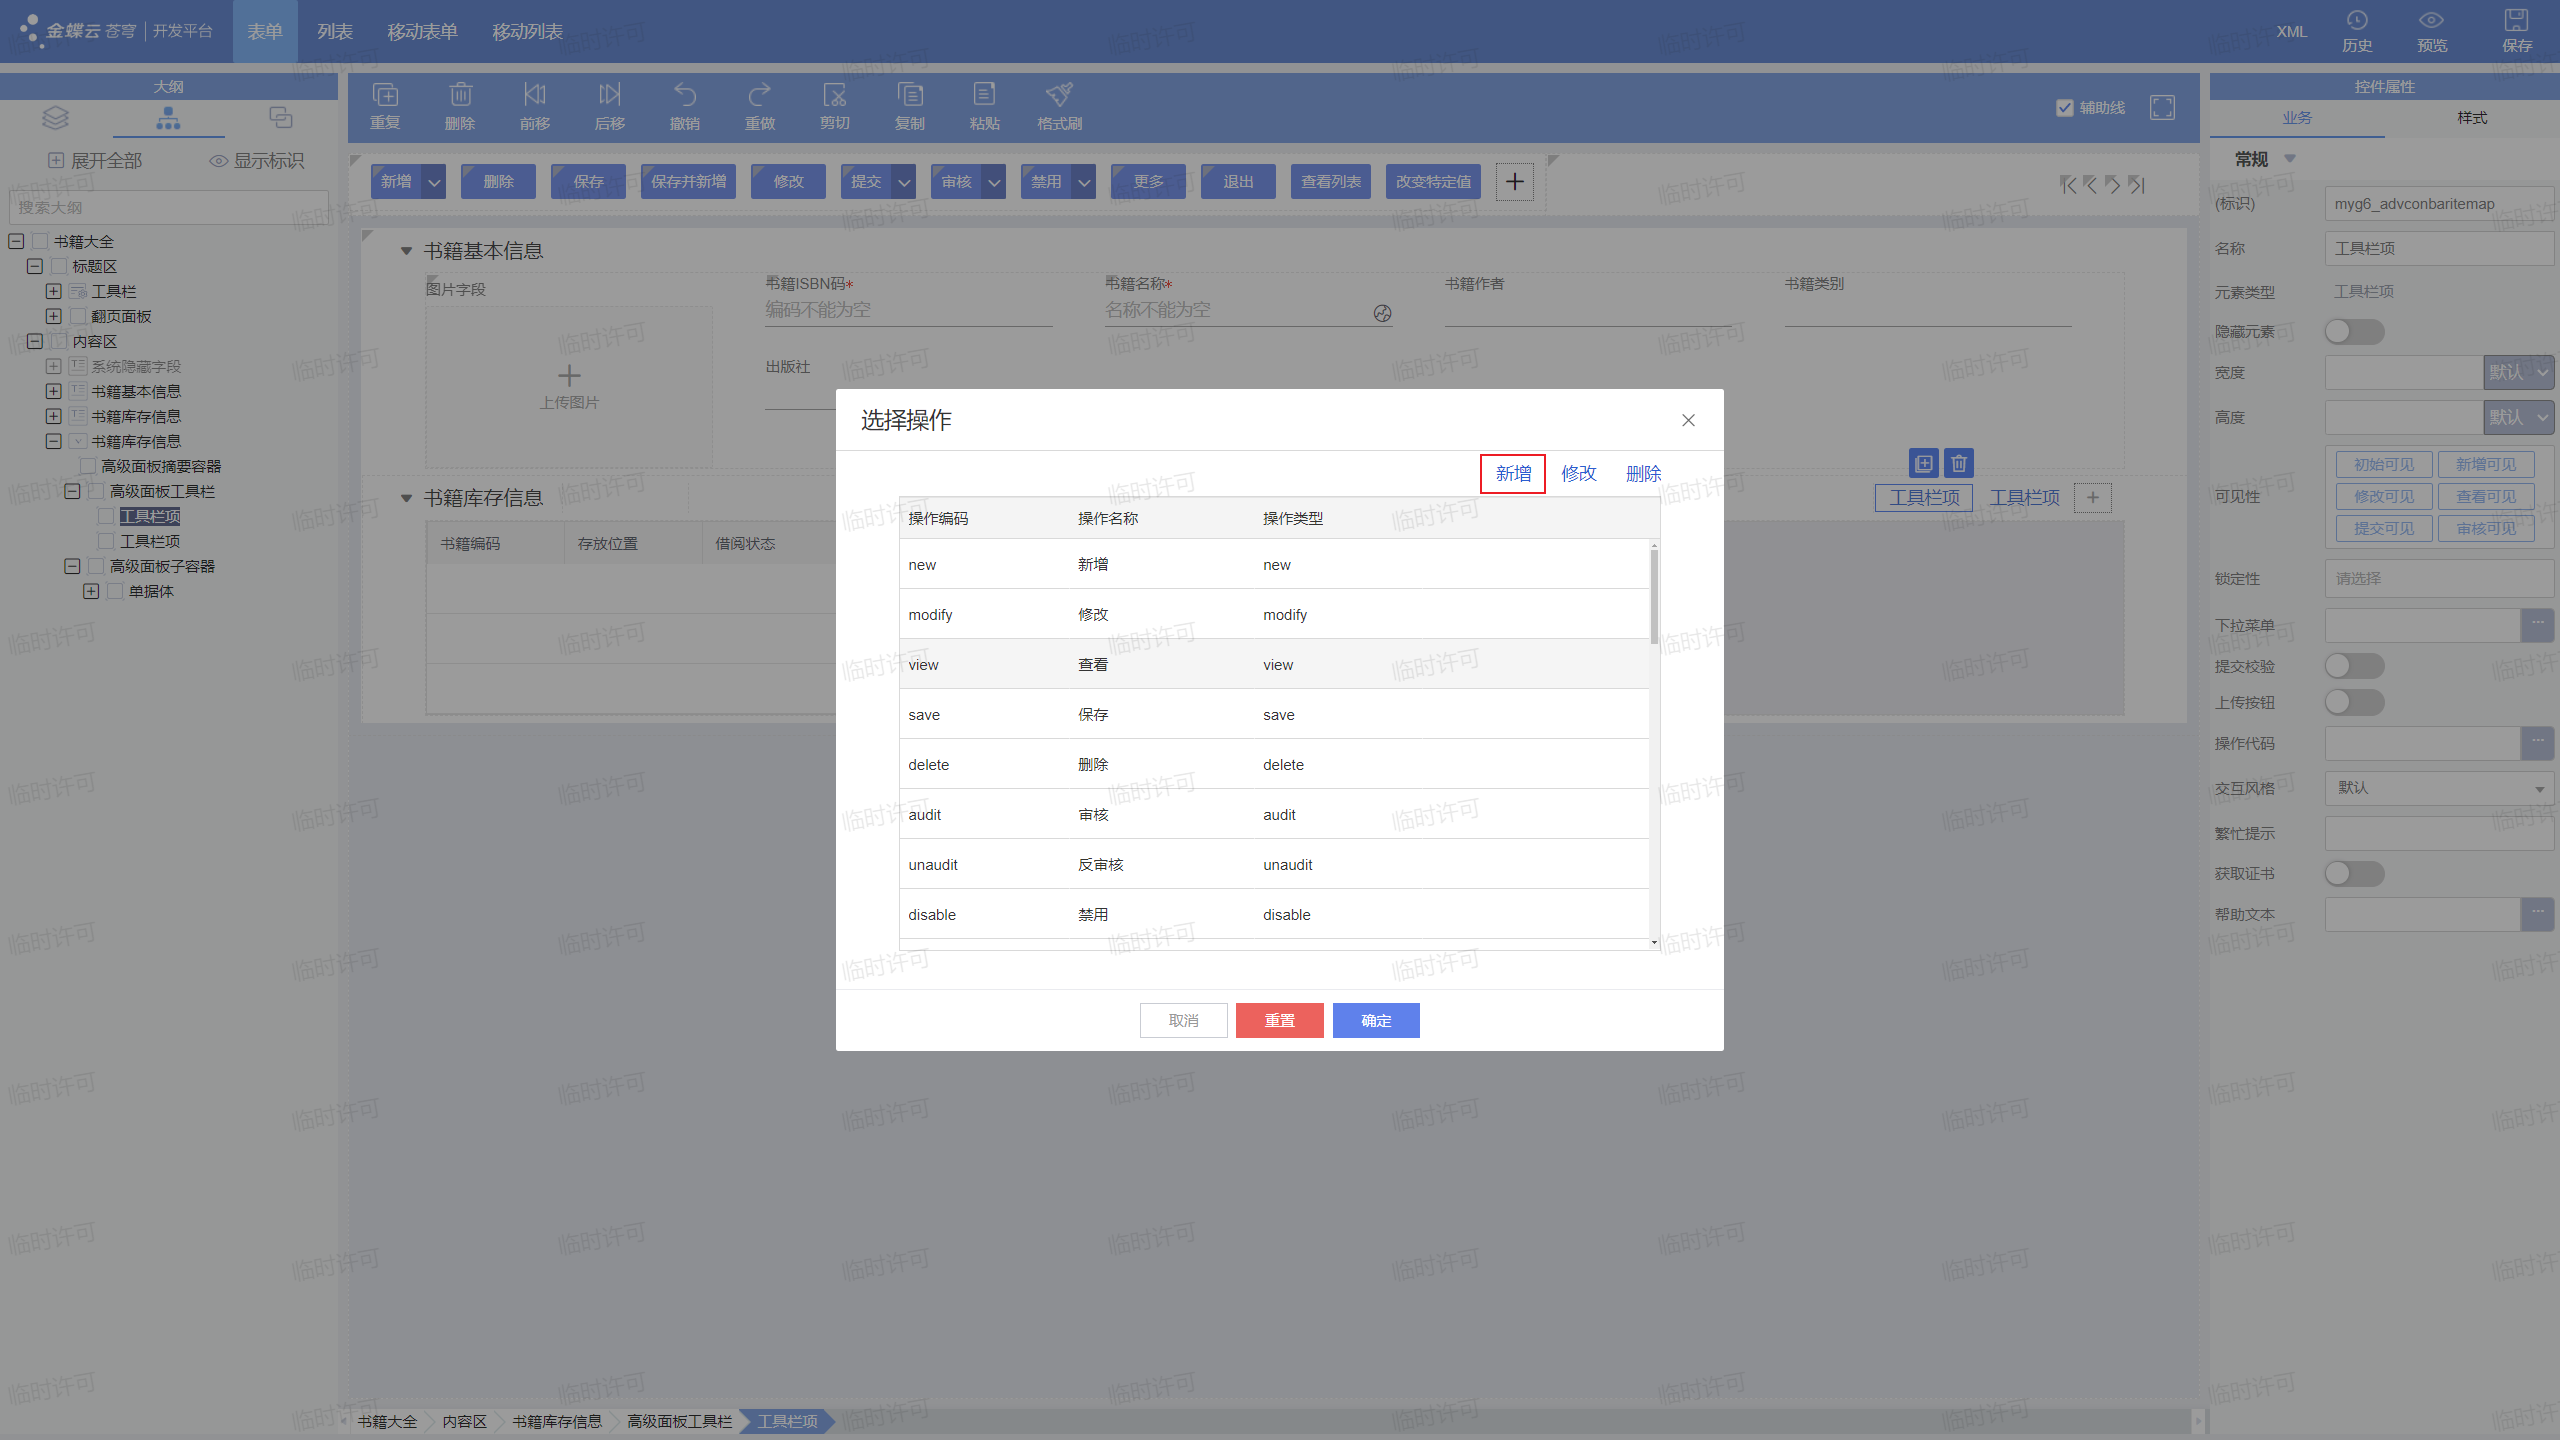 金蝶云 苍穹 | 开发平台
表单 列表 移动表单 移动列表
XML 历史 预览 保存
大纲
展开全部 显示标识
搜索大纲
书籍大全
标题区
工具栏
翻页面板
内容区
系统隐藏字段
书籍基本信息
书籍库存信息
书籍库存信息
高级面板摘要容器
高级面板工具栏
工具栏项
工具栏项
高级面板子容器
单据体
重复 删除 前移 后移 撤销 重做 剪切 复制 粘贴 格式刷 辅助线
新增 删除 保存 保存并新增 修改 提交 审核 禁用 更多 退出 查看列表 改变特定值
书籍基本信息
图片字段 书籍ISBN码* 书籍名称* 书籍作者 书籍类别
编码不能为空 名称不能为空
出版社
上传图片
书籍库存信息
工具栏项 工具栏项
书籍编码 存放位置 借阅状态
选择操作
新增 修改 删除
操作编码 操作名称 操作类型
new 新增 new
modify 修改 modify
view 查看 view
save 保存 save
delete 删除 delete
audit 审核 audit
unaudit 反审核 unaudit
disable 禁用 disable
取消 重置 确定
控件属性
业务 样式
常规
(标识) myg6_advconbaritemap
名称 工具栏项
元素类型 工具栏项
隐藏元素
宽度 默认
高度 默认
可见性
初始可见 新增可见
修改可见 查看可见
提交可见 审核可见
锁定性 请选择
下拉菜单 ...
提交校验
上传按钮
操作代码 ...
交互风格 默认
繁忙提示
获取证书
帮助文本 ...
书籍大全 内容区 书籍库存信息 高级面板工具栏 工具栏项
临时许可